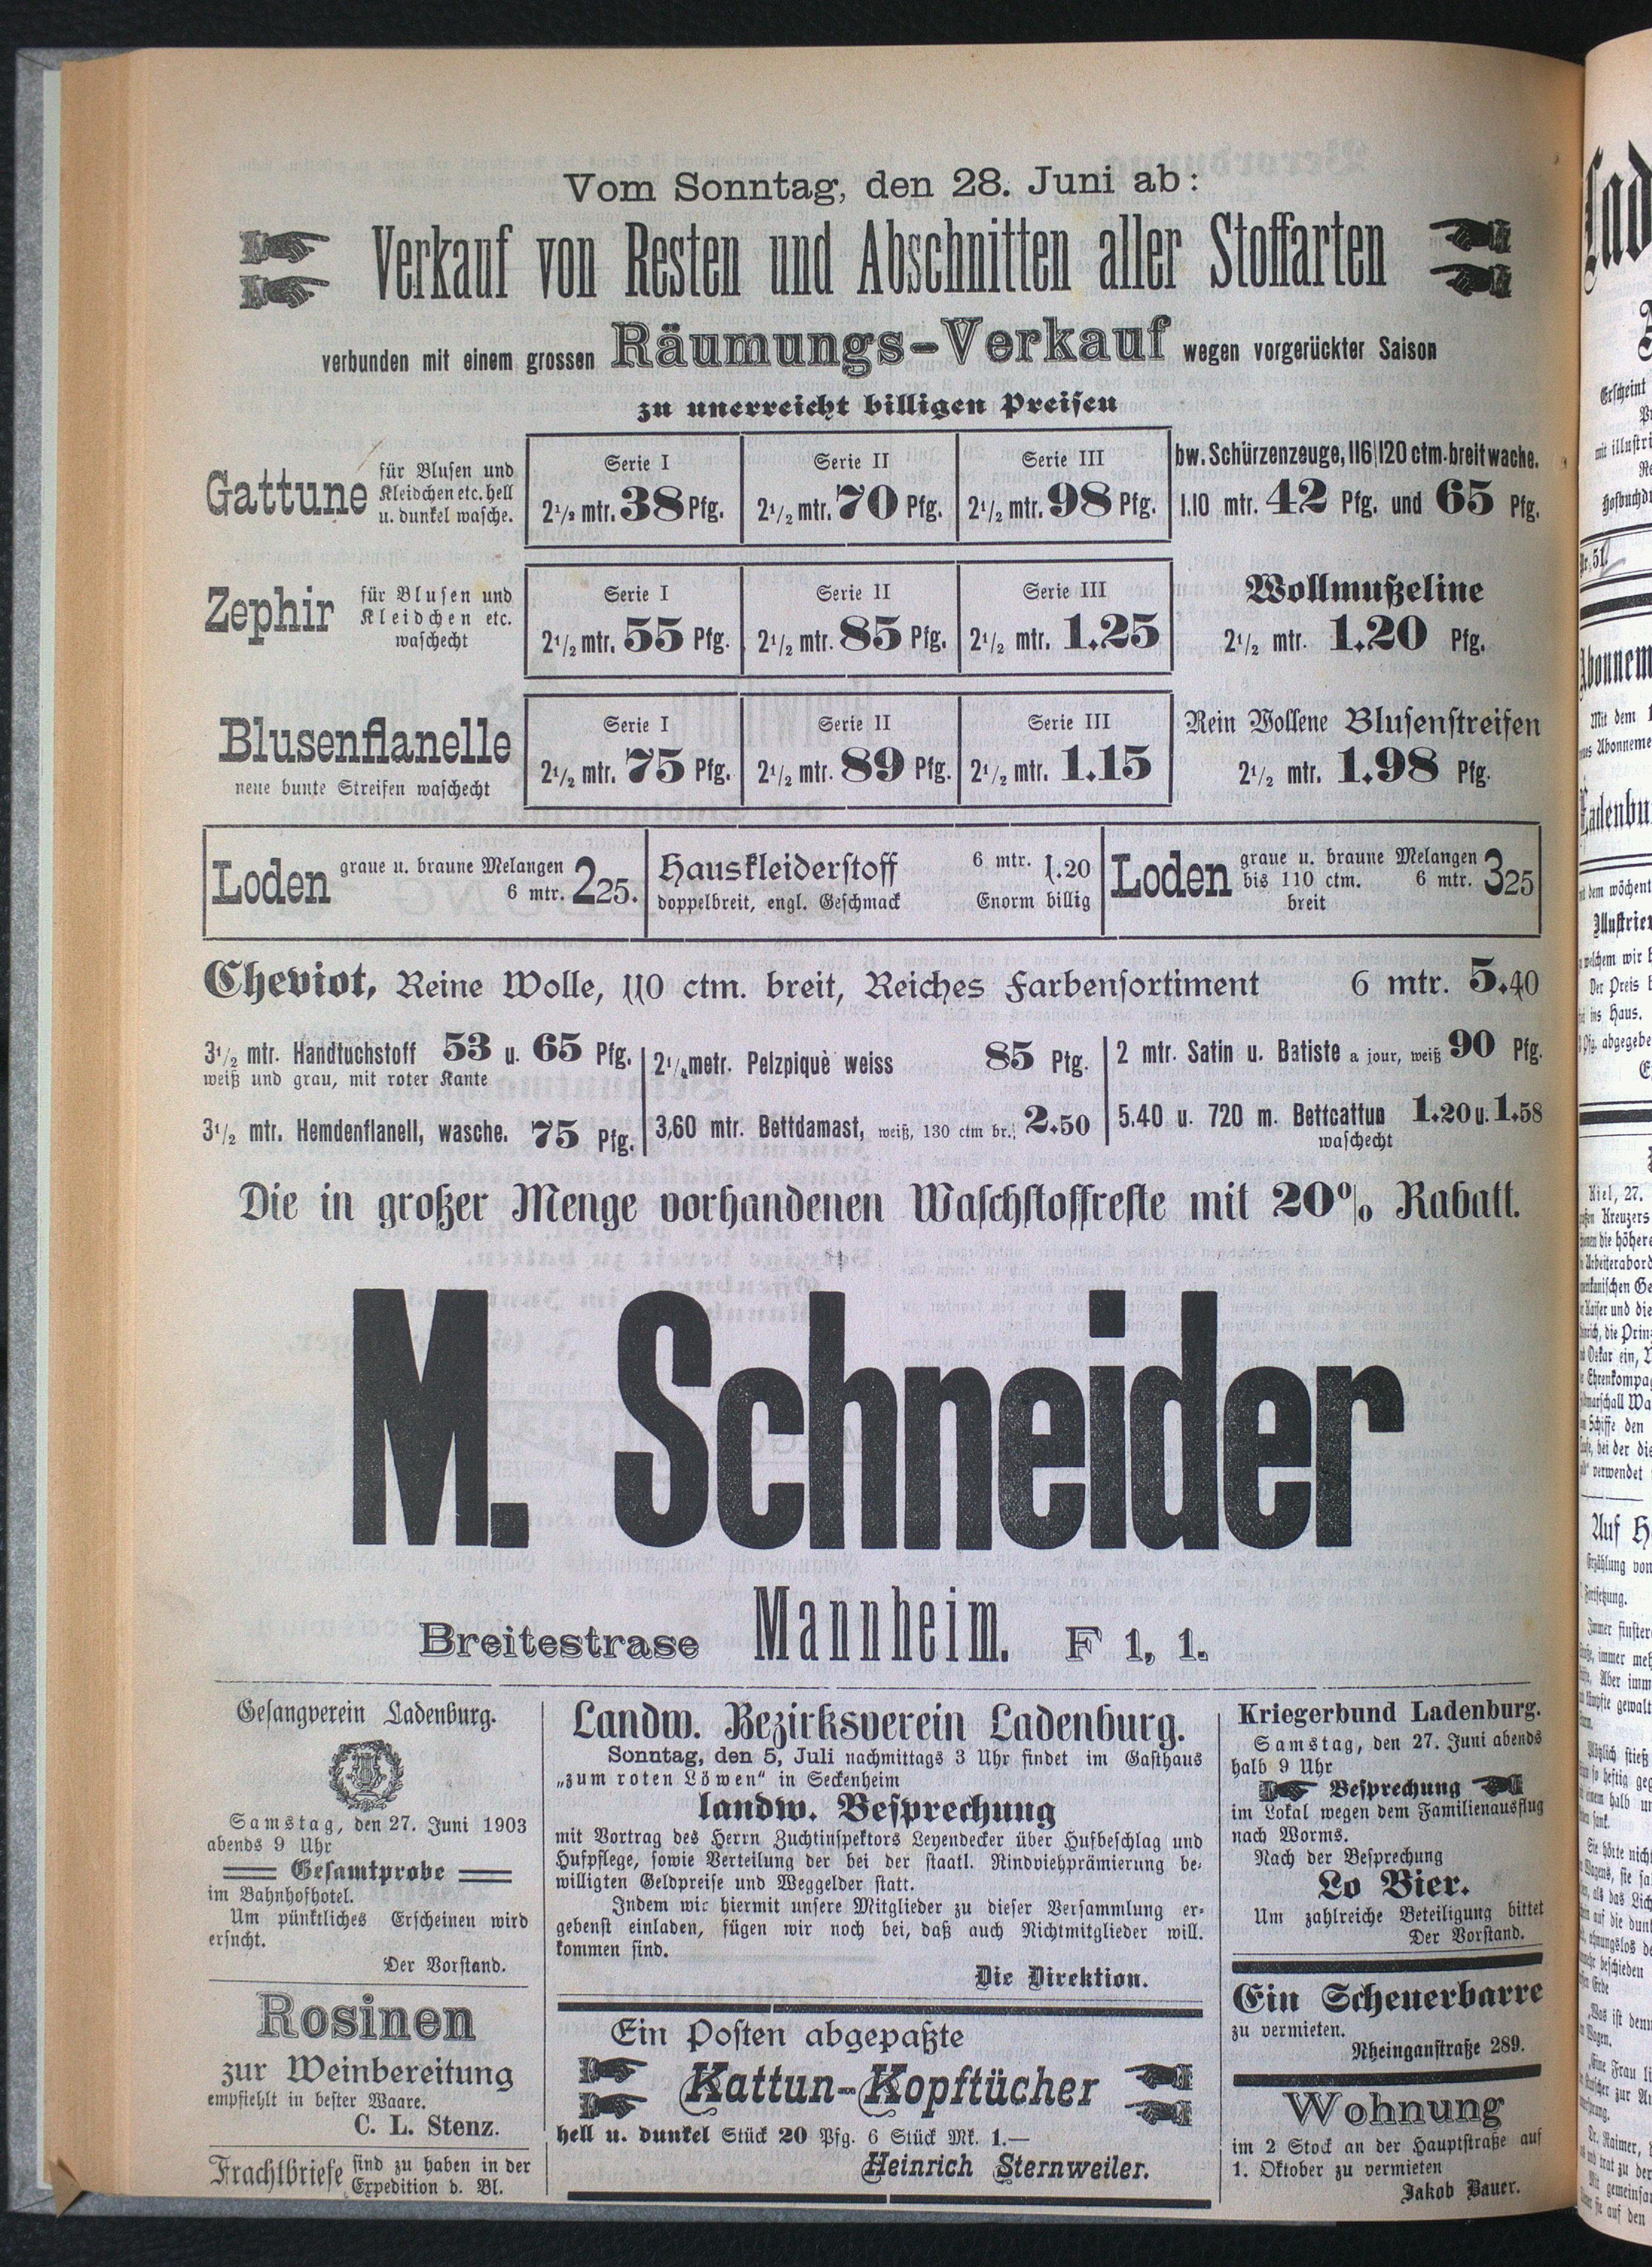 Vom Sonntag, den 28. Juni ab:
Verkauf von Resten und Abschnitten aller Stoffarten
verbunden mit einem grossen Räumungs-Verkauf wegen vorgerückter Saison
zu unerreicht billigen Preisen
Gattune für Blusen und
Kleidchen etc. hell
u. dunkel wasche.
Serie I
2½ mtr. 38 Pfg.
Serie II
2½ mtr. 70 Pfg.
Serie III
2½ mtr. 98 Pfg.
bw. Schürzenzeuge, 116|120 ctm. breit wache.
1.10 mtr. 42 Pfg. und 65 Pfg.
Zephir für Blusen und
Kleidchen etc.
waschecht
Serie I
2½ mtr. 55 Pfg.
Serie II
2½ mtr. 85 Pfg.
Serie III
2½ mtr. 1.25
Wollmußeline
2½ mtr. 1.20 Pfg.
Blusenflanelle
neue bunte Streifen waschecht
Serie I
2½ mtr. 75 Pfg.
Serie II
2½ mtr. 89 Pfg.
Serie III
2½ mtr. 1.15
Rein Wollene Blusenstreifen
2½ mtr. 1.98 Pfg.
Loden graue u. braune Melangen
6 mtr. 2 25.
Hauskleiderstoff 6 mtr. 1.20
doppelbreit, engl. Geschmack Enorm billig
Loden graue u. braune Melangen
bis 110 ctm. 6 mtr. 3 25
breit
Cheviot, Reine Wolle, 110 ctm. breit, Reiches Farbensortiment 6 mtr. 5.40
3½ mtr. Handtuchstoff 53 u. 65 Pfg.
weiß und grau, mit roter Kante
3½ mtr. Hemdenflanell, wasche. 75 Pfg.
2½ metr. Pelzpiquè weiss 85 Pfg.
3,60 mtr. Bettdamast, weiß, 130 ctm br., 2.50
2 mtr. Satin u. Batiste a jour, weiß 90 Pfg.
5.40 u. 720 m. Bettcattun 1.20 u. 1.58
waschecht
Die in großer Menge vorhandenen Waschstoffreste mit 20% Rabatt.
M. Schneider
Breitestrase Mannheim. F 1, 1.
Gesangverein Ladenburg.
Samstag, den 27. Juni 1903
abends 9 Uhr
Gesamtprobe
im Bahnhofhotel.
Um pünktliches Erscheinen wird
ersucht.
Der Vorstand.
Rosinen
zur Weinbereitung
empfiehlt in bester Waare.
C. L. Stenz.
Frachtbriefe sind zu haben in der
Expedition d. Bl.
Landw. Bezirksverein Ladenburg.
Sonntag, den 5, Juli nachmittags 3 Uhr findet im Gasthaus
„zum roten Löwen“ in Seckenheim
landw. Besprechung
mit Vortrag des Herrn Zuchtinspektors Leyendecker über Hufbeschlag und
Hufpflege, sowie Verteilung der bei der staatl. Rindviehprämierung be-
willigten Geldpreise und Weggelder statt.
Indem wir hiermit unsere Mitglieder zu dieser Versammlung er-
gebenst einladen, fügen wir noch bei, daß auch Nichtmitglieder will.
kommen sind.
Die Direktion.
Ein Posten abgepaßte
Kattun-Kopftücher
hell u. dunkel Stück 20 Pfg. 6 Stück Mk. 1.—
Heinrich Sternweiler.
Kriegerbund Ladenburg.
Samstag, den 27. Juni abends
halb 9 Uhr
Besprechung
im Lokal wegen dem Familienausflug
nach Worms.
Nach der Besprechung
Lo Bier.
Um zahlreiche Beteiligung bittet
Der Vorstand.
Ein Scheuerbarre
zu vermieten.
Rheingaustraße 289.
Wohnung
im 2 Stock an der Hauptstraße auf
1. Oktober zu vermieten
Jakob Bauer.